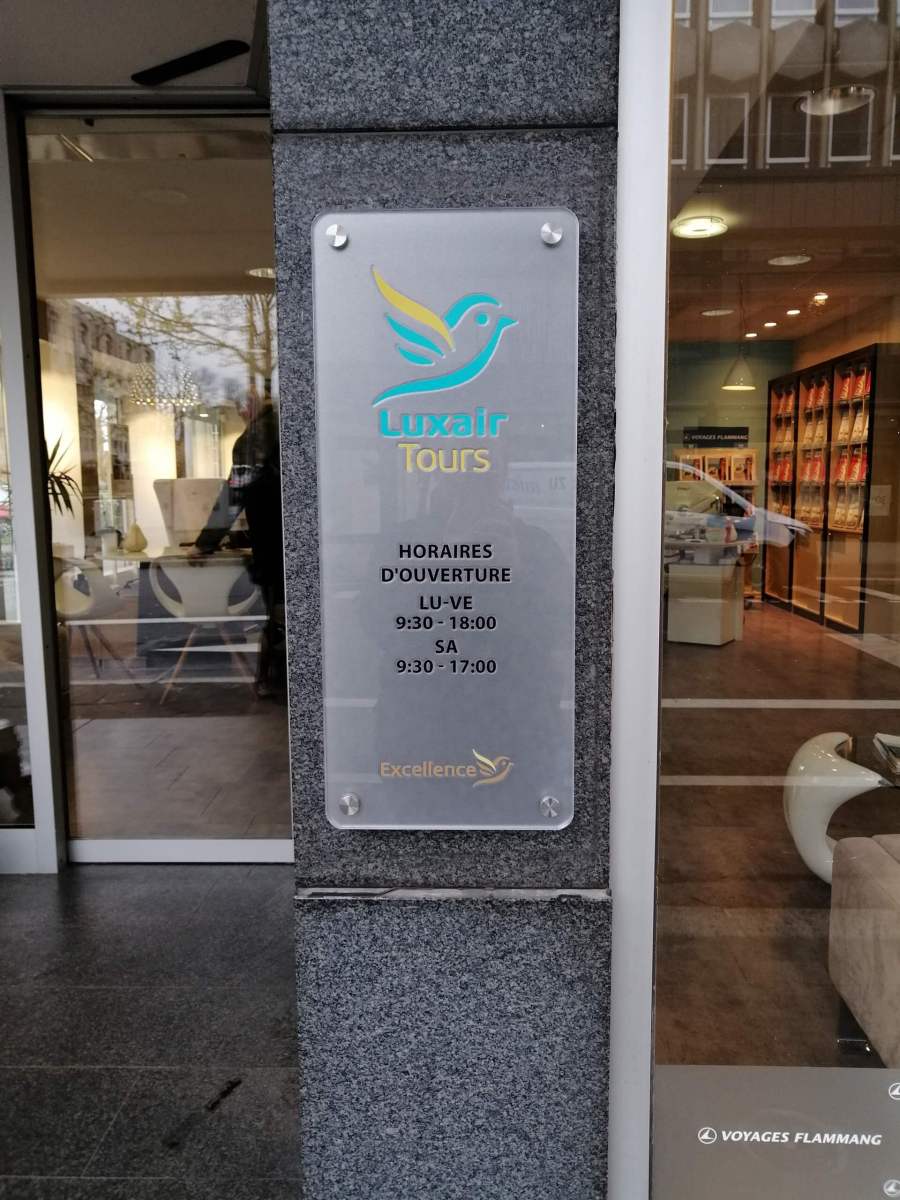 Luxair
Tours
HORAIRES
D'OUVERTURE
LU-VE
9:30 - 18:00
SA
9:30 - 17:00
Excellence
VOYAGES FLAMMANG
VOYAGES FLAMMANG